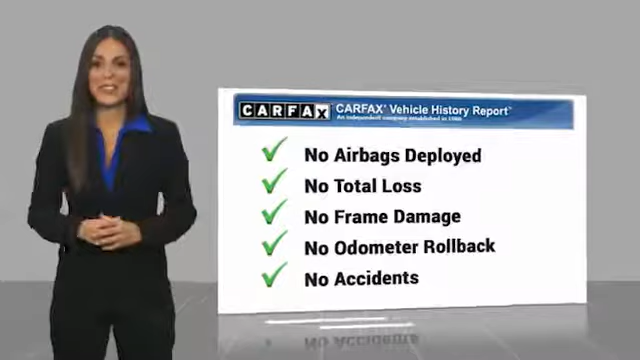 CARFAX CARFAX® Vehicle History Report™
An independent company established in 1986
No Airbags Deployed
No Total Loss
No Frame Damage
No Odometer Rollback
No Accidents